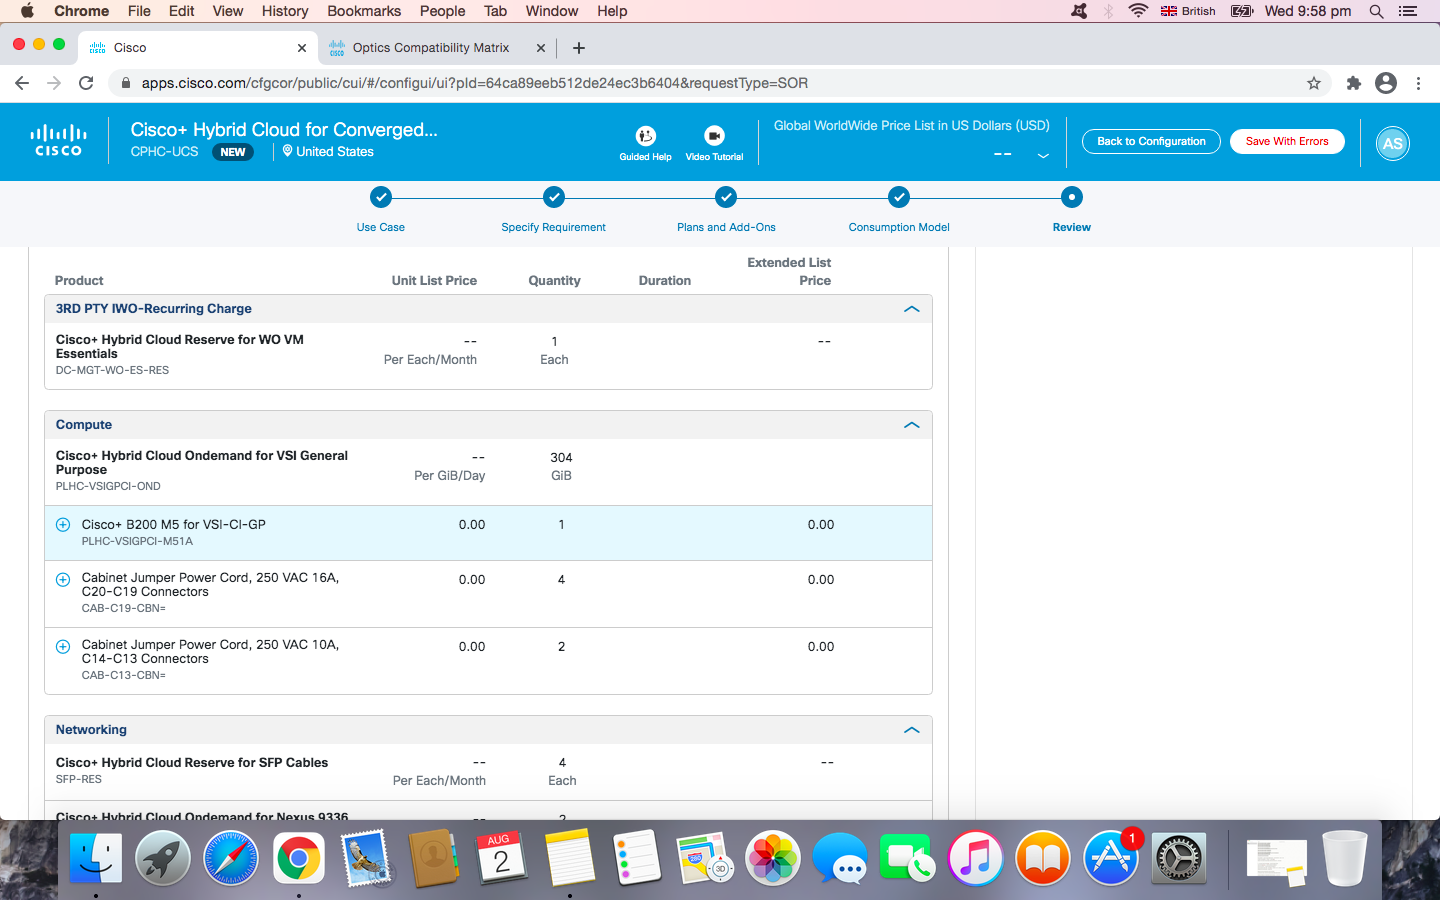 Chrome File Edit View History Bookmarks People Tab Window Help British Wed 9:58 pm
Cisco Optics Compatibility Matrix
apps.cisco.com/cfgcor/public/cui/#/configui/ui?pId=64ca89eeb512de24ec3b6404&requestType=SOR
CISCO
Cisco+ Hybrid Cloud for Converged...
CPHC-UCS NEW United States
Guided Help Video Tutorial
Global WorldWide Price List in US Dollars (USD)
--
Back to Configuration Save With Errors AS
Use Case Specify Requirement Plans and Add-Ons Consumption Model Review
Product Unit List Price Quantity Duration Extended List Price
3RD PTY IWO-Recurring Charge
Cisco+ Hybrid Cloud Reserve for WO VM -- 1 --
Essentials Per Each/Month Each
DC-MGT-WO-ES-RES
Compute
Cisco+ Hybrid Cloud Ondemand for VSI General -- 304
Purpose Per GiB/Day GiB
PLHC-VSIGPCI-OND
Cisco+ B200 M5 for VSI-CI-GP 0.00 1 0.00
PLHC-VSIGPCI-M51A
Cabinet Jumper Power Cord, 250 VAC 16A, 0.00 4 0.00
C20-C19 Connectors
CAB-C19-CBN=
Cabinet Jumper Power Cord, 250 VAC 10A, 0.00 2 0.00
C14-C13 Connectors
CAB-C13-CBN=
Networking
Cisco+ Hybrid Cloud Reserve for SFP Cables -- 4 --
SFP-RES Per Each/Month Each
Cisco+ Hybrid Cloud Ondemand for Nexus 9336 -- 2
AUG
2
280
3D
1